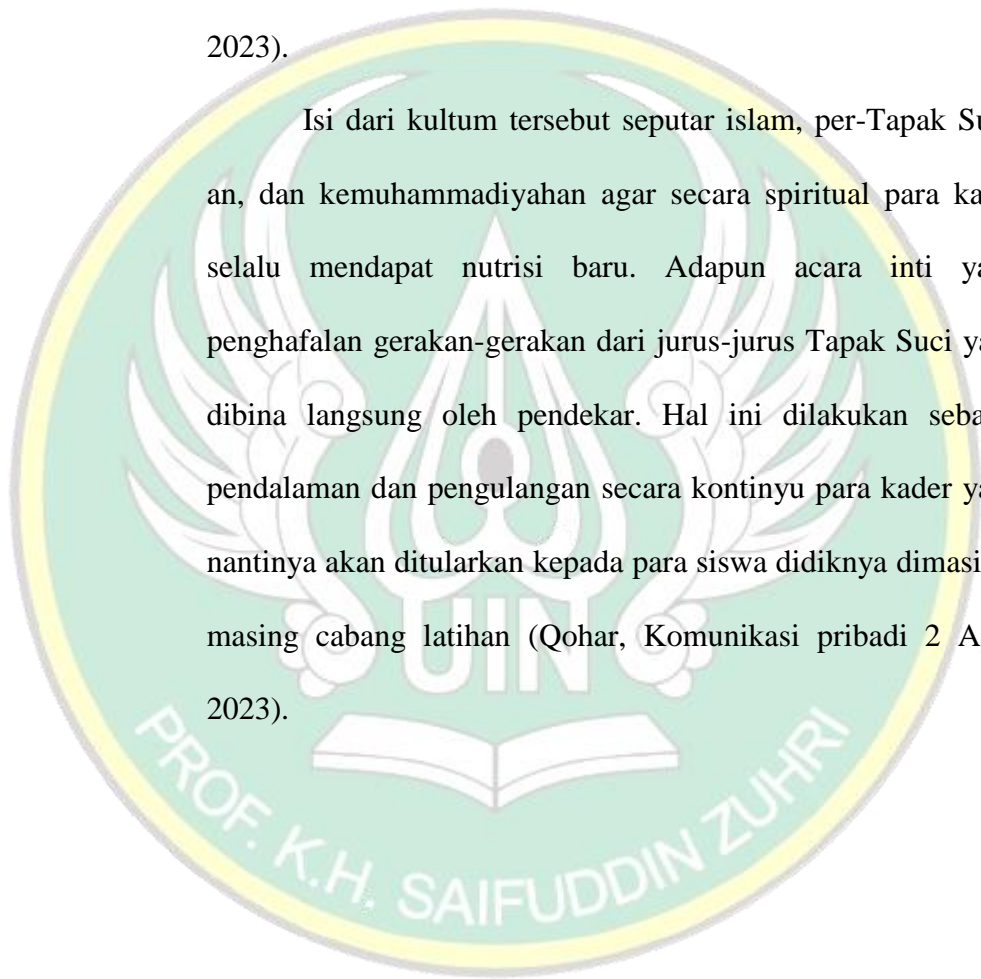 2023).
Isi dari kultum tersebut seputar islam, per-Tapak Su
an, dan kemuhammadiyahan agar secara spiritual para ka
selalu mendapat nutrisi baru. Adapun acara inti ya
penghafalan gerakan-gerakan dari jurus-jurus Tapak Suci ya
dibina langsung oleh pendekar. Hal ini dilakukan seba
pendalaman dan pengulangan secara kontinyu para kader ya
nantinya akan ditularkan kepada para siswa didiknya dimasi
masing cabang latihan (Qohar, Komunikasi pribadi 2 A
2023).
UIN
PROF. K.H. SAIFUDDIN ZUHRI